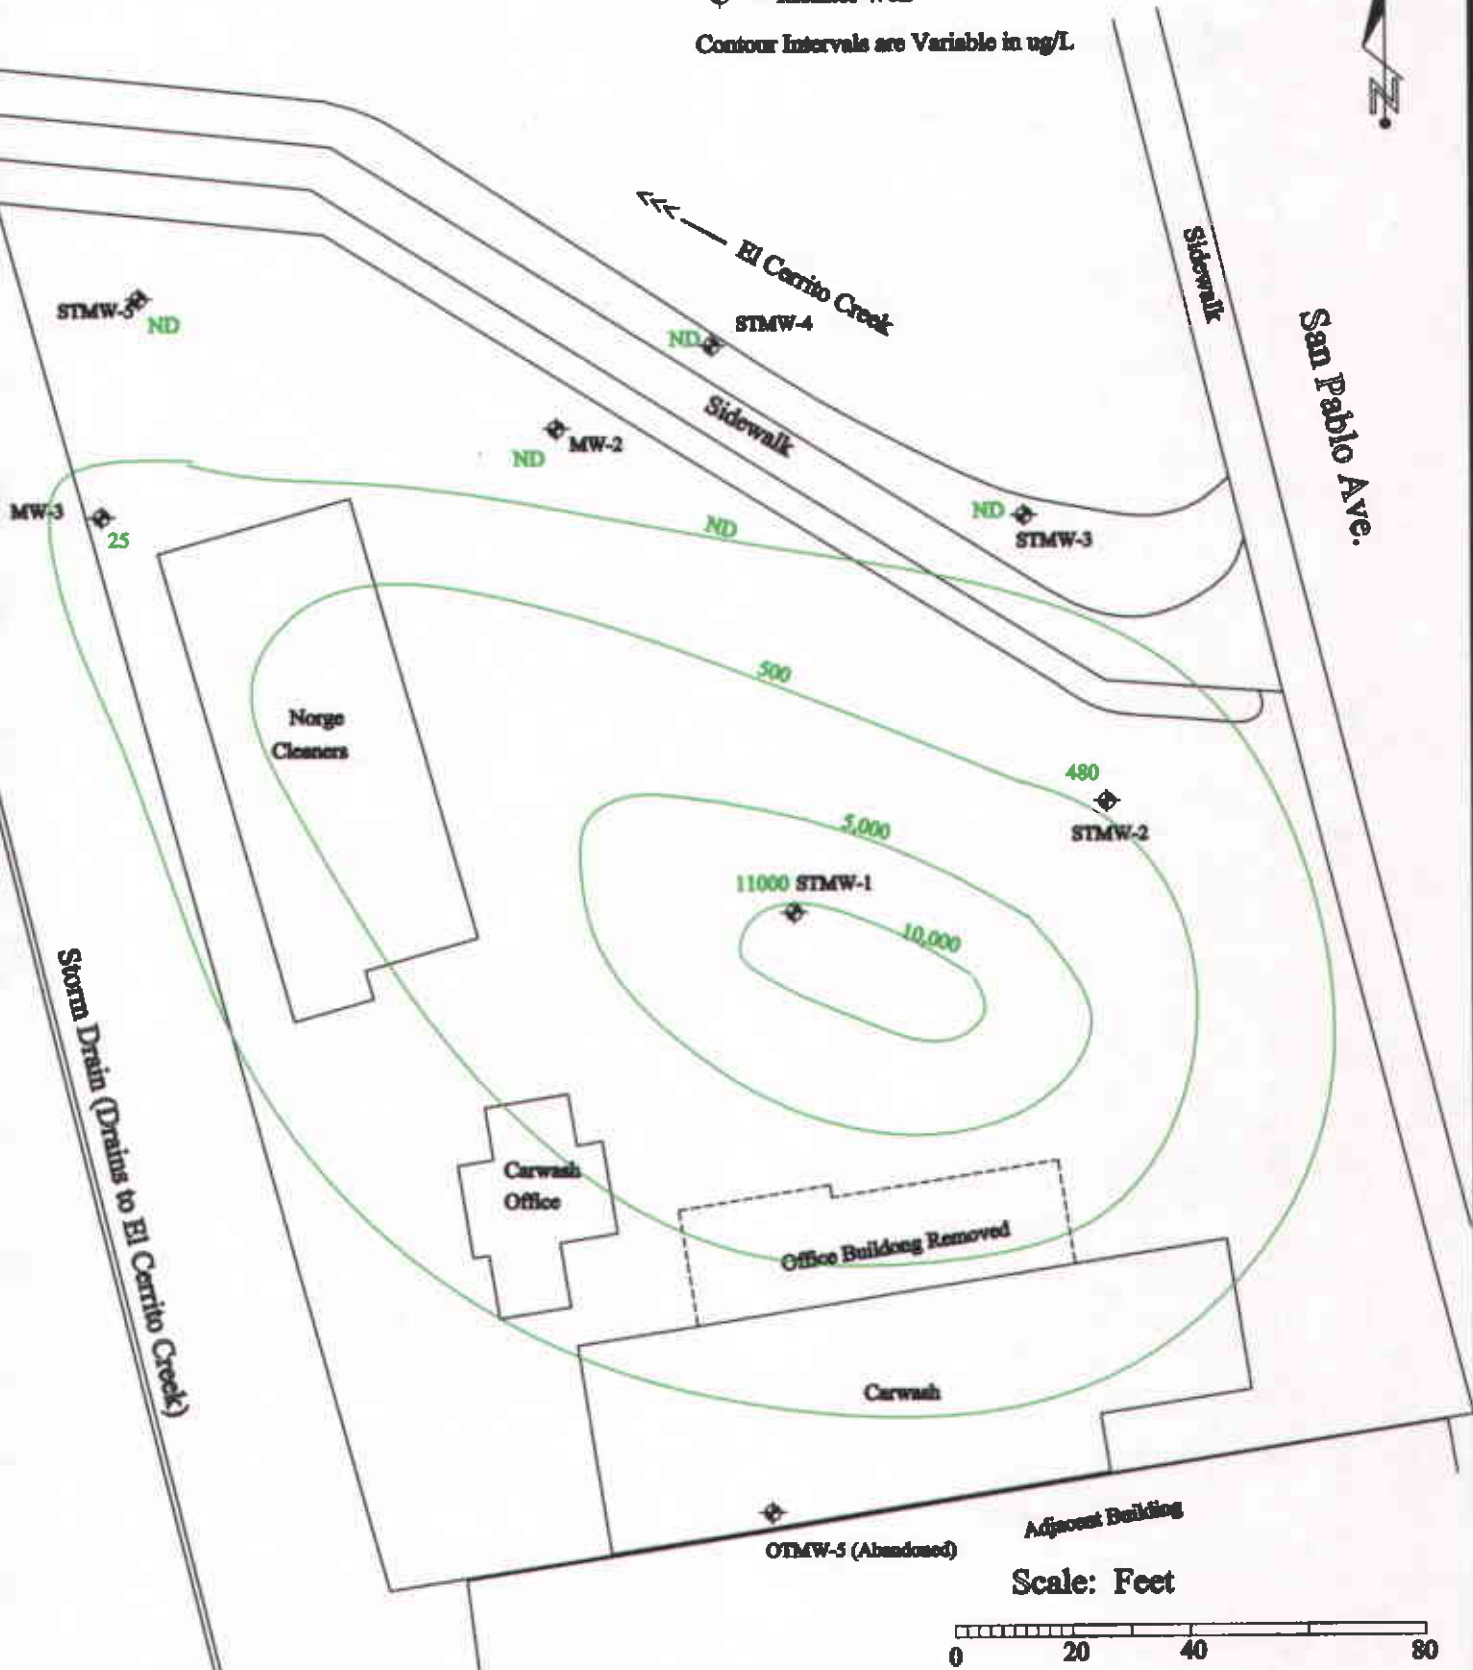 Contour Intervals are Variable in ug/L
N
El Cerrito Creek
Sidewalk
San Pablo Ave.
STMW-5
ND
ND
STMW-4
Sidewalk
MW-2
ND
MW-3
25
ND
ND
STMW-3
500
Norge
Cleaners
480
STMW-2
5,000
11000 STMW-1
10,000
Storm Drain (Drains to El Cerrito Creek)
Carwash
Office
Office Buildong Removed
Carwash
OTMW-5 (Abandoned)
Adjacent Building
Scale: Feet
0 20 40 80